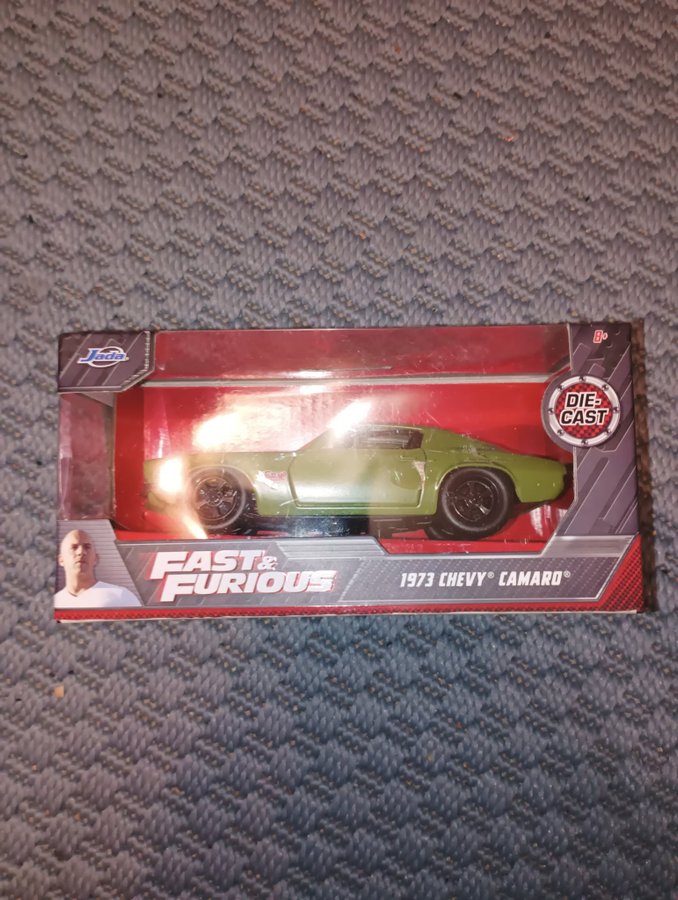 Jada
8+
DIE-
CAST
FAST &
FURIOUS
1973 CHEVY® CAMARO®